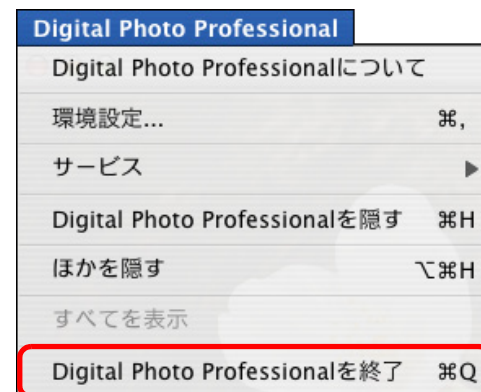 Digital Photo Professional
Digital Photo Professionalについて
環境設定... ⌘,
サービス ▶
Digital Photo Professionalを隠す ⌘H
ほかを隠す ⌥⌘H
すべてを表示
Digital Photo Professionalを終了 ⌘Q